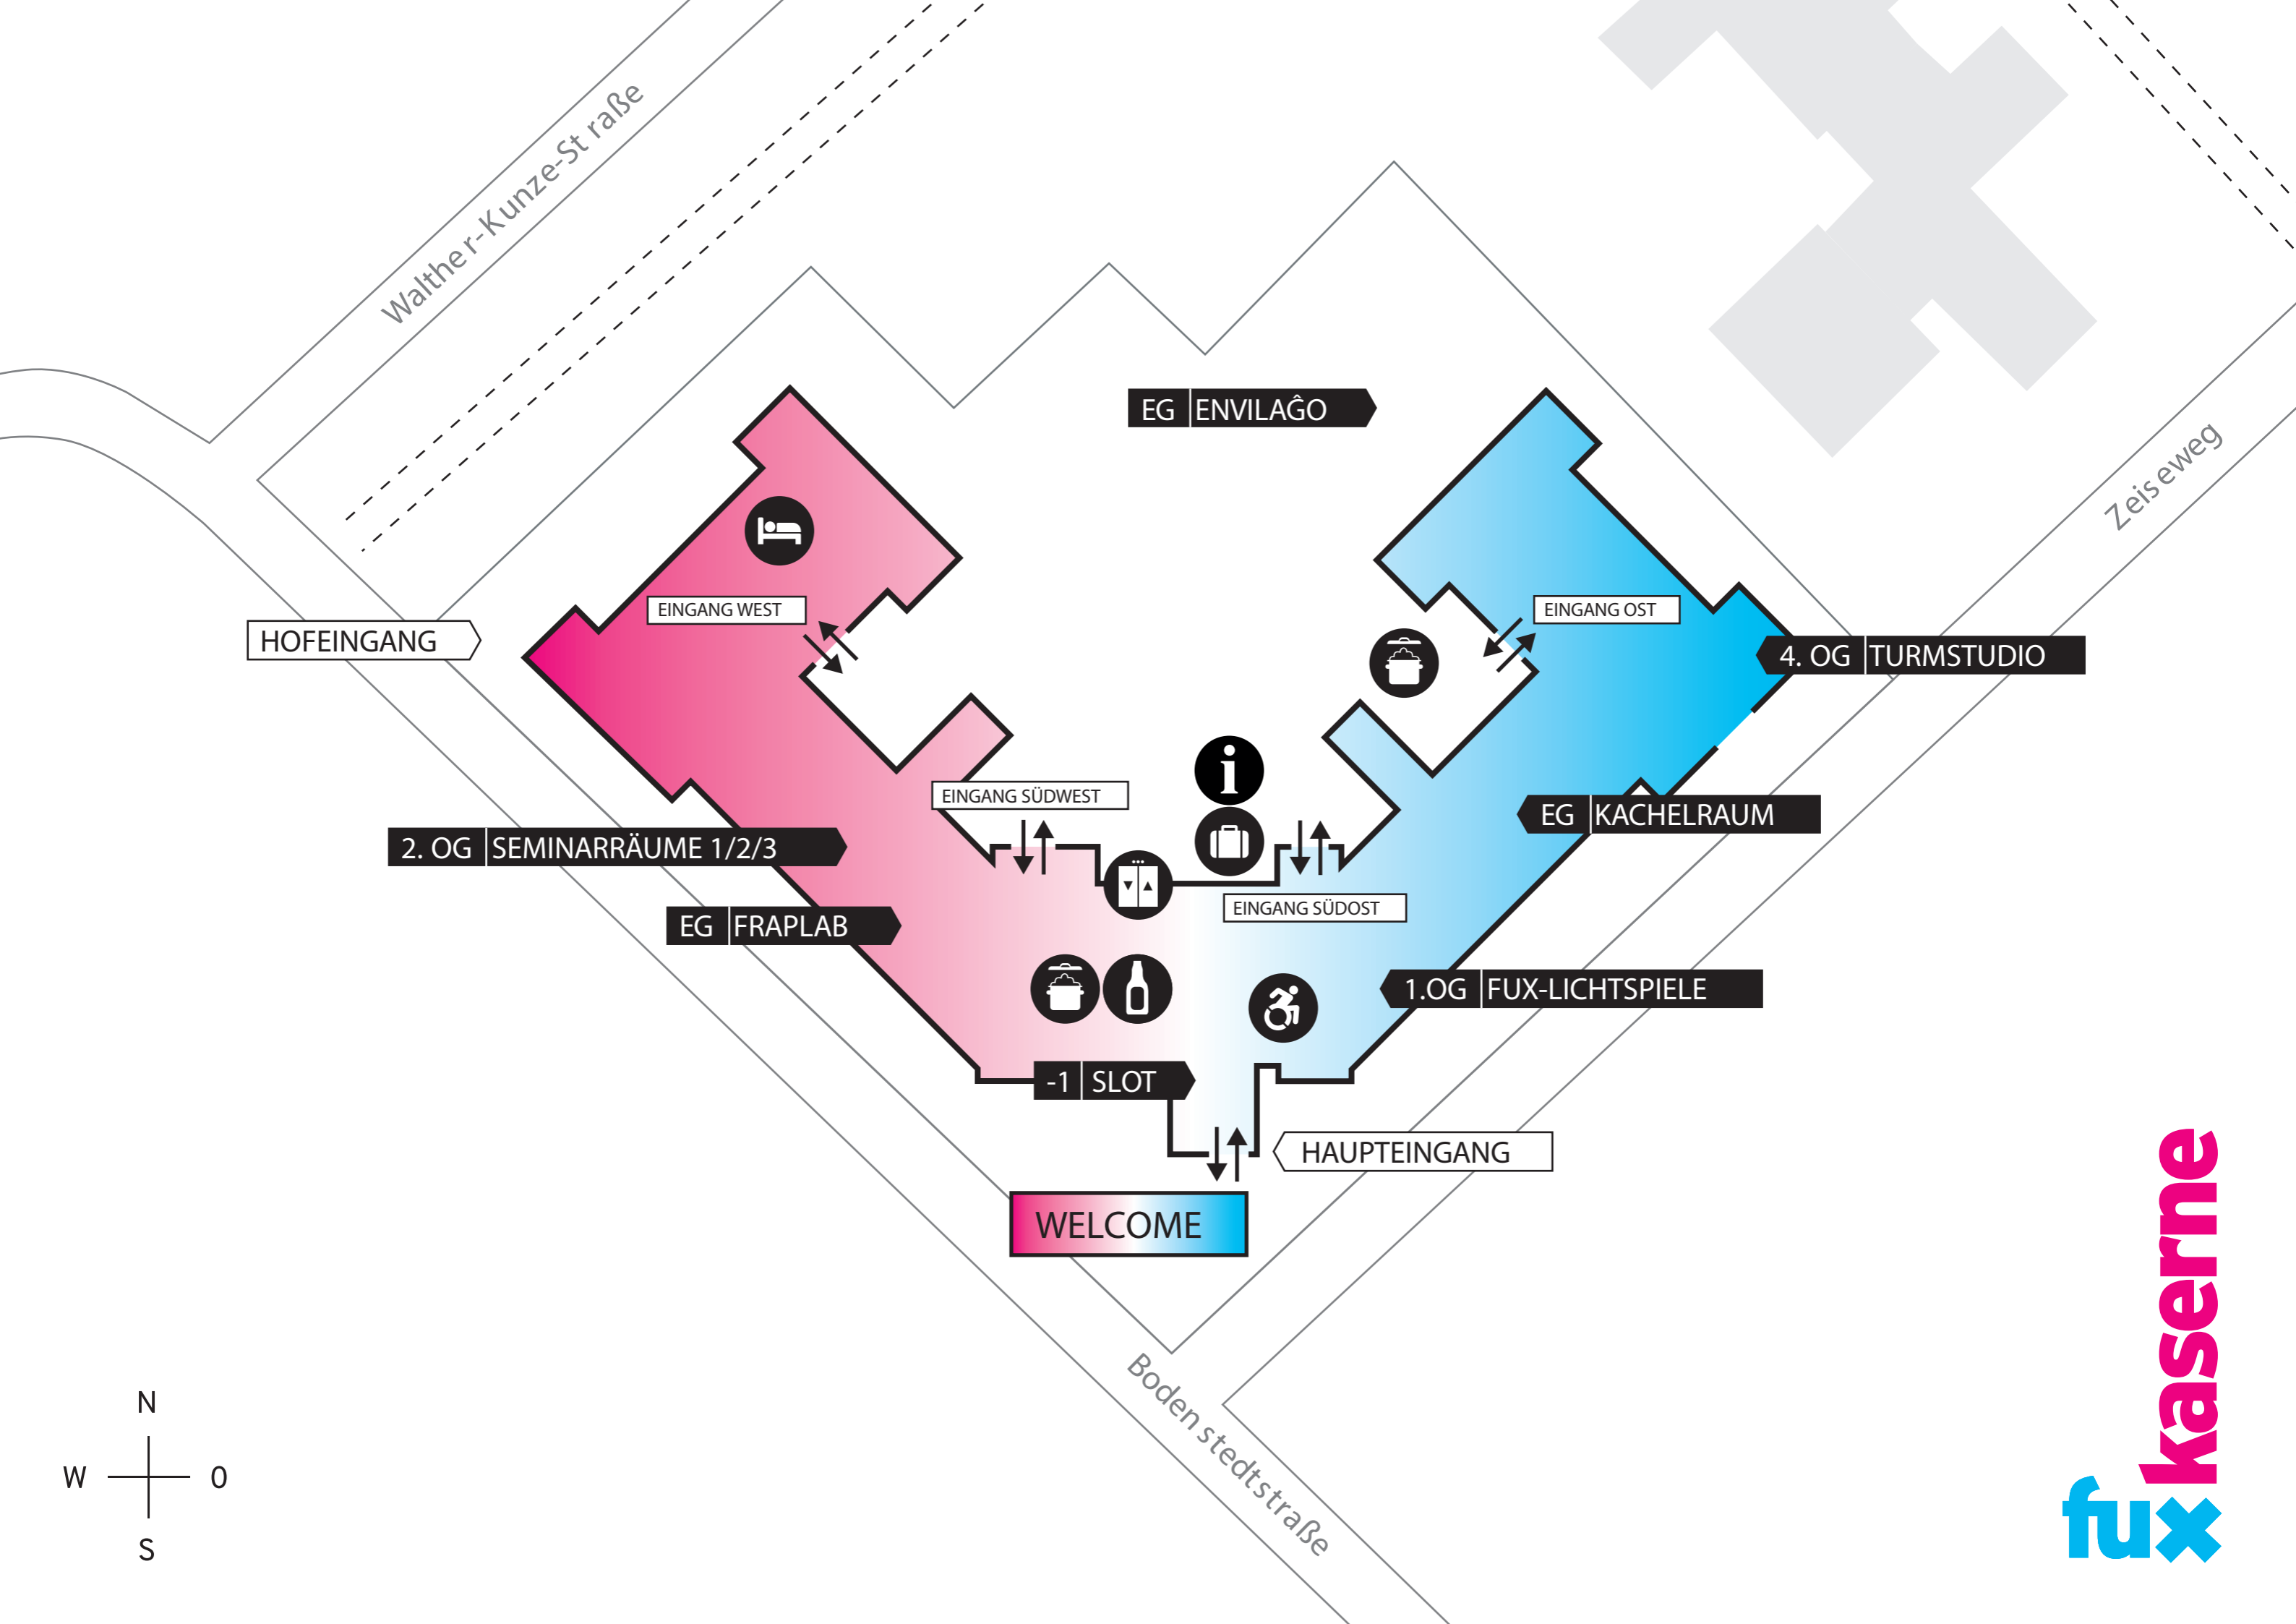 Walther-Kunze-Straße
EG ENVILAĜO
Zeiseweg
EINGANG WEST
EINGANG OST
HOFEINGANG
4. OG TURMSTUDIO
EINGANG SÜDWEST
i
EG KACHELRAUM
2. OG SEMINARRÄUME 1/2/3
EINGANG SÜDOST
EG FRAPLAB
1.OG FUX-LICHTSPIELE
-1 SLOT
HAUPTEINGANG
WELCOME
Bodenstedtstraße
N
W O
S
fux kaserne